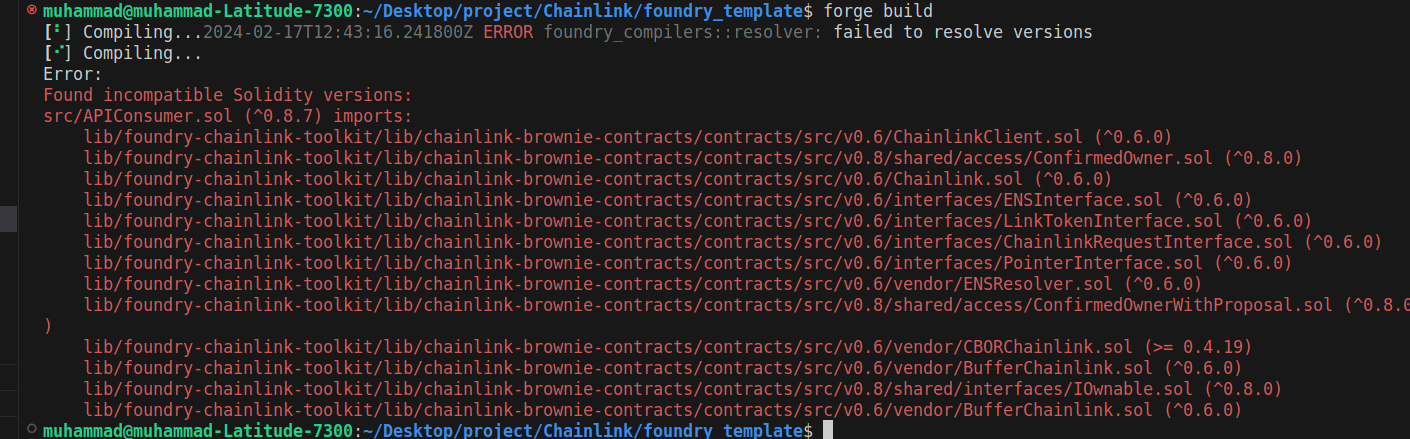 muhammad@muhammad-Latitude-7300:~/Desktop/project/Chainlink/foundry_template$ forge build
[⠃] Compiling...2024-02-17T12:43:16.241800Z ERROR foundry_compilers::resolver: failed to resolve versions
[⠊] Compiling...
Error:
Found incompatible Solidity versions:
src/APIConsumer.sol (^0.8.7) imports:
    lib/foundry-chainlink-toolkit/lib/chainlink-brownie-contracts/contracts/src/v0.6/ChainlinkClient.sol (^0.6.0)
    lib/foundry-chainlink-toolkit/lib/chainlink-brownie-contracts/contracts/src/v0.8/shared/access/ConfirmedOwner.sol (^0.8.0)
    lib/foundry-chainlink-toolkit/lib/chainlink-brownie-contracts/contracts/src/v0.6/Chainlink.sol (^0.6.0)
    lib/foundry-chainlink-toolkit/lib/chainlink-brownie-contracts/contracts/src/v0.6/interfaces/ENSInterface.sol (^0.6.0)
    lib/foundry-chainlink-toolkit/lib/chainlink-brownie-contracts/contracts/src/v0.6/interfaces/LinkTokenInterface.sol (^0.6.0)
    lib/foundry-chainlink-toolkit/lib/chainlink-brownie-contracts/contracts/src/v0.6/interfaces/ChainlinkRequestInterface.sol (^0.6.0)
    lib/foundry-chainlink-toolkit/lib/chainlink-brownie-contracts/contracts/src/v0.6/interfaces/PointerInterface.sol (^0.6.0)
    lib/foundry-chainlink-toolkit/lib/chainlink-brownie-contracts/contracts/src/v0.6/vendor/ENSResolver.sol (^0.6.0)
    lib/foundry-chainlink-toolkit/lib/chainlink-brownie-contracts/contracts/src/v0.8/shared/access/ConfirmedOwnerWithProposal.sol (^0.8.0
)
    lib/foundry-chainlink-toolkit/lib/chainlink-brownie-contracts/contracts/src/v0.6/vendor/CBORChainlink.sol (>= 0.4.19)
    lib/foundry-chainlink-toolkit/lib/chainlink-brownie-contracts/contracts/src/v0.6/vendor/BufferChainlink.sol (^0.6.0)
    lib/foundry-chainlink-toolkit/lib/chainlink-brownie-contracts/contracts/src/v0.8/shared/interfaces/IOwnable.sol (^0.8.0)
    lib/foundry-chainlink-toolkit/lib/chainlink-brownie-contracts/contracts/src/v0.6/vendor/BufferChainlink.sol (^0.6.0)
muhammad@muhammad-Latitude-7300:~/Desktop/project/Chainlink/foundry_template$